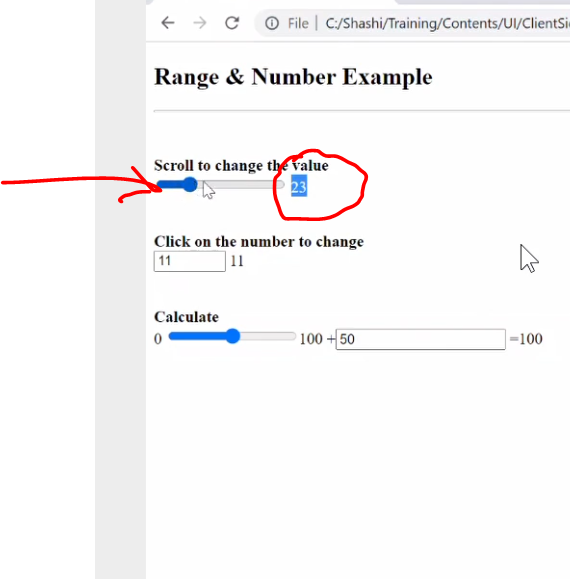 File | C:/Shashi/Training/Contents/UI/ClientSi
Range & Number Example
Scroll to change the value
23
Click on the number to change
11 11
Calculate
0 100 + 50 =100